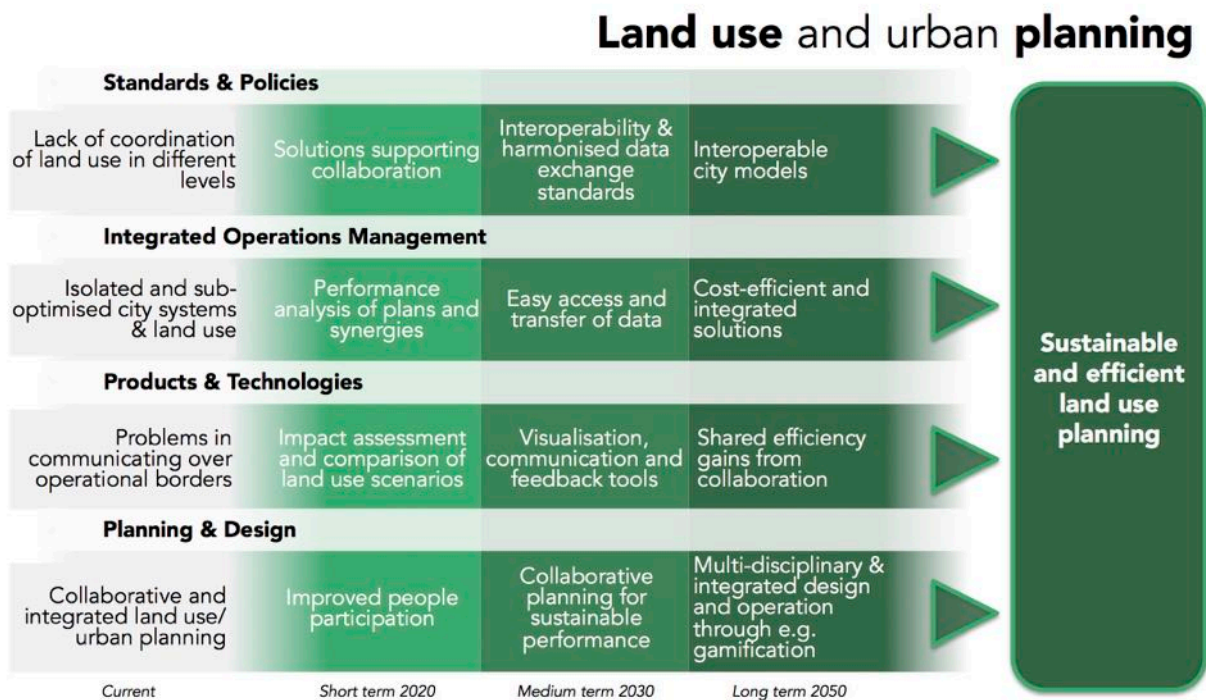 Land use and urban planning
Standards & Policies
Lack of coordination
of land use in different
levels
Solutions supporting
collaboration
Interoperability &
harmonised data
exchange
standards
Interoperable
city models
Integrated Operations Management
Isolated and sub-
optimised city systems
& land use
Performance
analysis of plans and
synergies
Easy access and
transfer of data
Cost-efficient and
integrated
solutions
Products & Technologies
Problems in
communicating over
operational borders
Impact assessment
and comparison of
land use scenarios
Visualisation,
communication and
feedback tools
Shared efficiency
gains from
collaboration
Planning & Design
Collaborative and
integrated land use/
urban planning
Improved people
participation
Collaborative
planning for
sustainable
performance
Multi-disciplinary &
integrated design
and operation
through e.g.
gamification
Sustainable
and efficient
land use
planning
Current
Short term 2020
Medium term 2030
Long term 2050